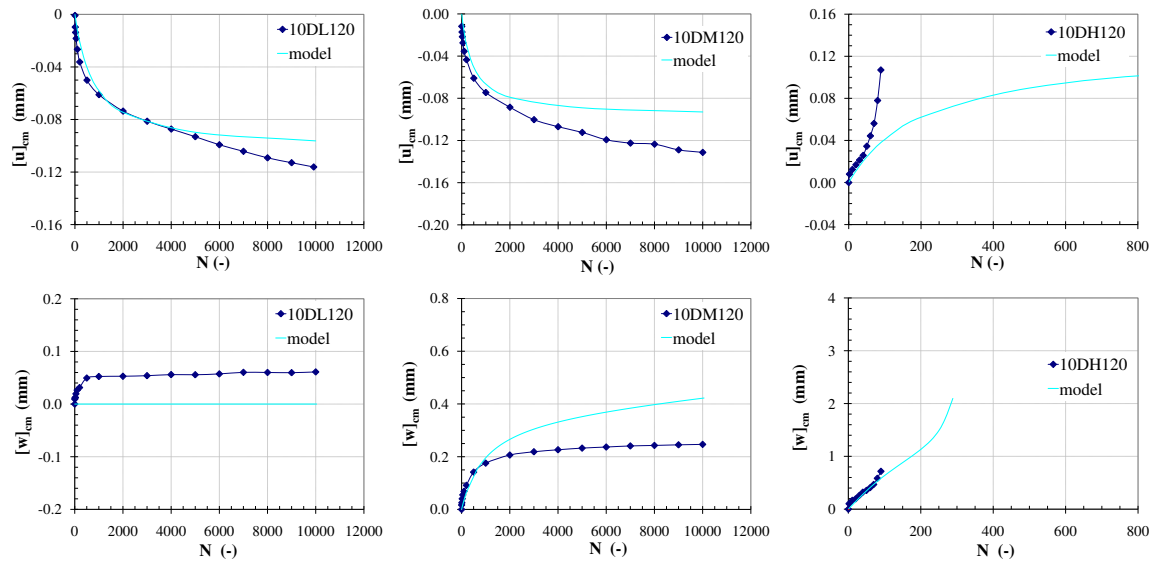 0.00
-0.04
-0.08
-0.12
-0.16
[u]cm (mm)
10DL120
model
0 2000 4000 6000 8000 10000 12000
N (-)
0.00
-0.04
-0.08
-0.12
-0.16
-0.20
[u]cm (mm)
10DM120
model
0 2000 4000 6000 8000 10000 12000
N (-)
0.16
0.12
0.08
0.04
0.00
-0.04
[u]cm (mm)
10DH120
model
0 200 400 600 800
N (-)
0.2
0.1
0.0
-0.1
-0.2
[w]cm (mm)
10DL120
model
0 2000 4000 6000 8000 10000 12000
N (-)
0.8
0.6
0.4
0.2
0.0
[w]cm (mm)
10DM120
model
0 2000 4000 6000 8000 10000 12000
N (-)
4
3
2
1
0
[w]cm (mm)
10DH120
model
0 200 400 600 800
N (-)